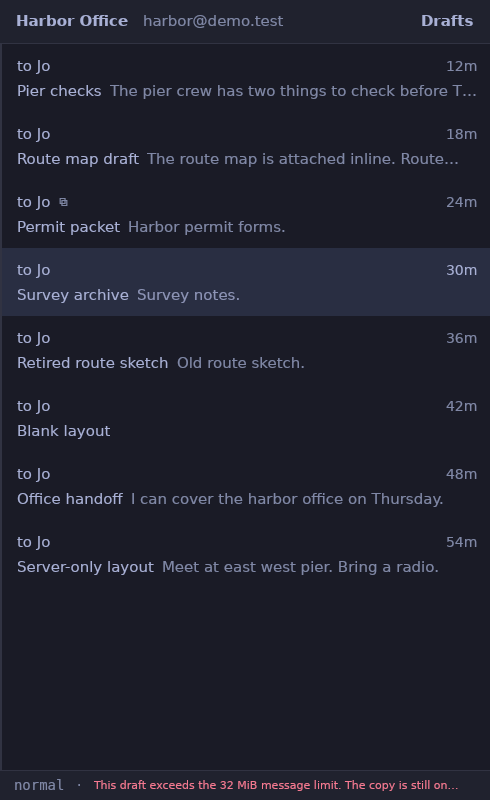 Harbor Office harbor@demo.test Drafts
to Jo 12m
Pier checks The pier crew has two things to check before T…
to Jo 18m
Route map draft The route map is attached inline. Route…
to Jo 24m
Permit packet Harbor permit forms.
to Jo 30m
Survey archive Survey notes.
to Jo 36m
Retired route sketch Old route sketch.
to Jo 42m
Blank layout
to Jo 48m
Office handoff I can cover the harbor office on Thursday.
to Jo 54m
Server-only layout Meet at east west pier. Bring a radio.
normal · This draft exceeds the 32 MiB message limit. The copy is still on…